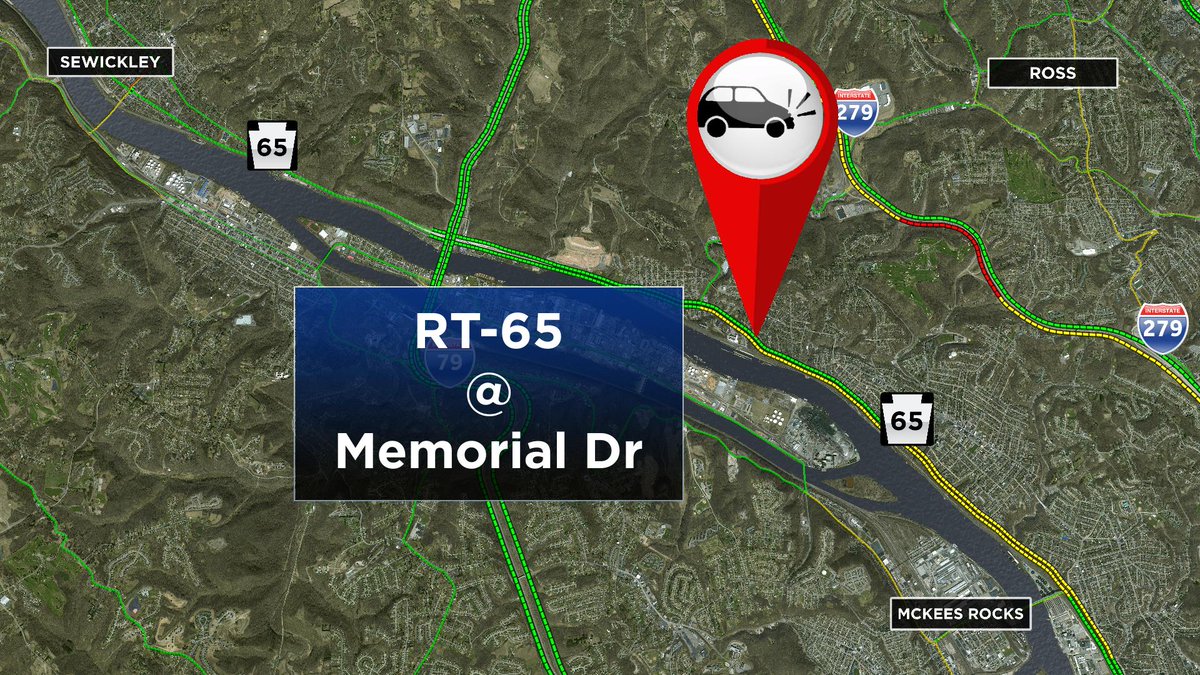 SEWICKLEY
ROSS
INTERSTATE
279
65
RT-65
@
Memorial Dr
79
INTERSTATE
279
65
MCKEES ROCKS